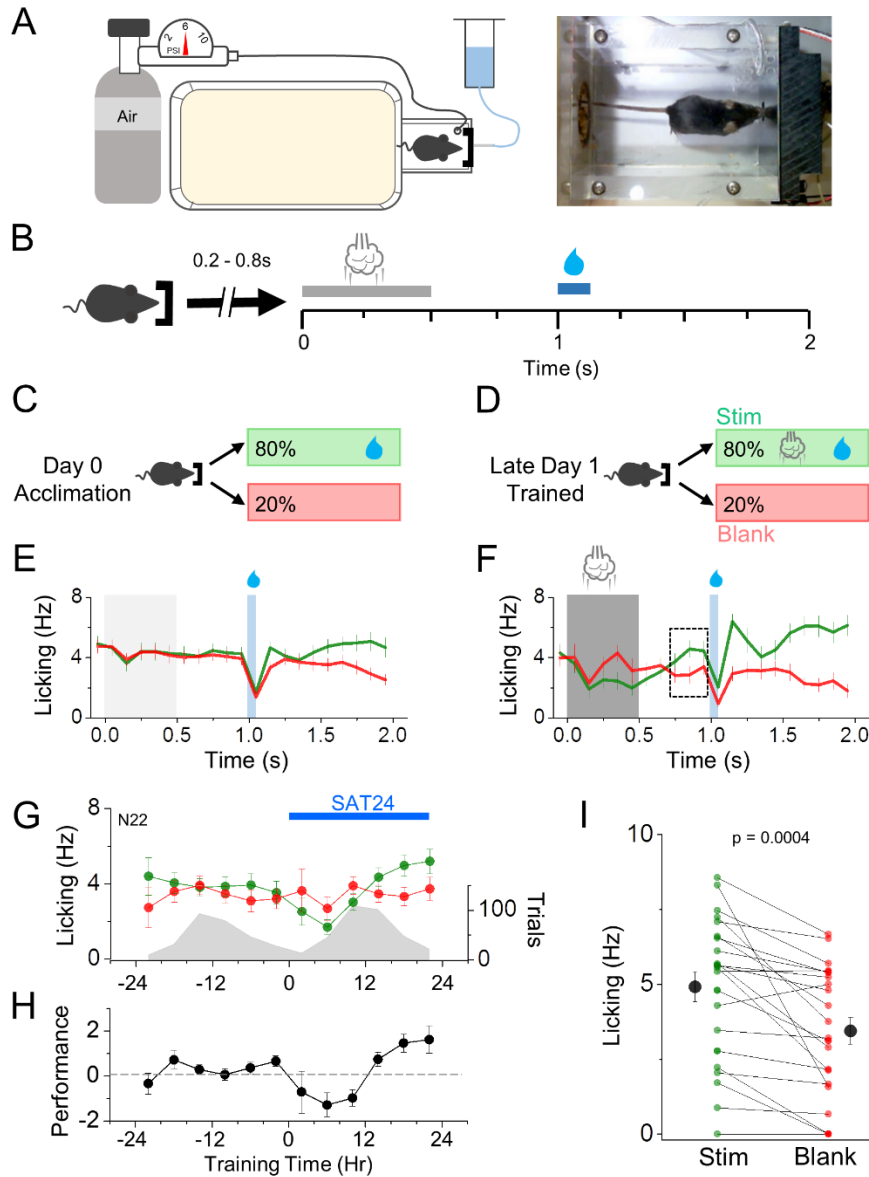 A
2
6
10
PSI
Air
B
0.2 - 0.8s
0
1
2
Time (s)
C
Day 0
Acclimation
80%
20%
D
Late Day 1
Trained
Stim
80%
20%
Blank
E
Licking (Hz)
8
4
0
0.0
0.5
1.0
1.5
2.0
Time (s)
F
Licking (Hz)
8
4
0
0.0
0.5
1.0
1.5
2.0
Time (s)
G
SAT24
N22
Licking (Hz)
8
4
0
Trials
100
0
-24
-12
0
12
24
H
Performance
2
0
-2
-24
-12
0
12
24
Training Time (Hr)
I
p = 0.0004
Licking (Hz)
10
5
0
Stim
Blank